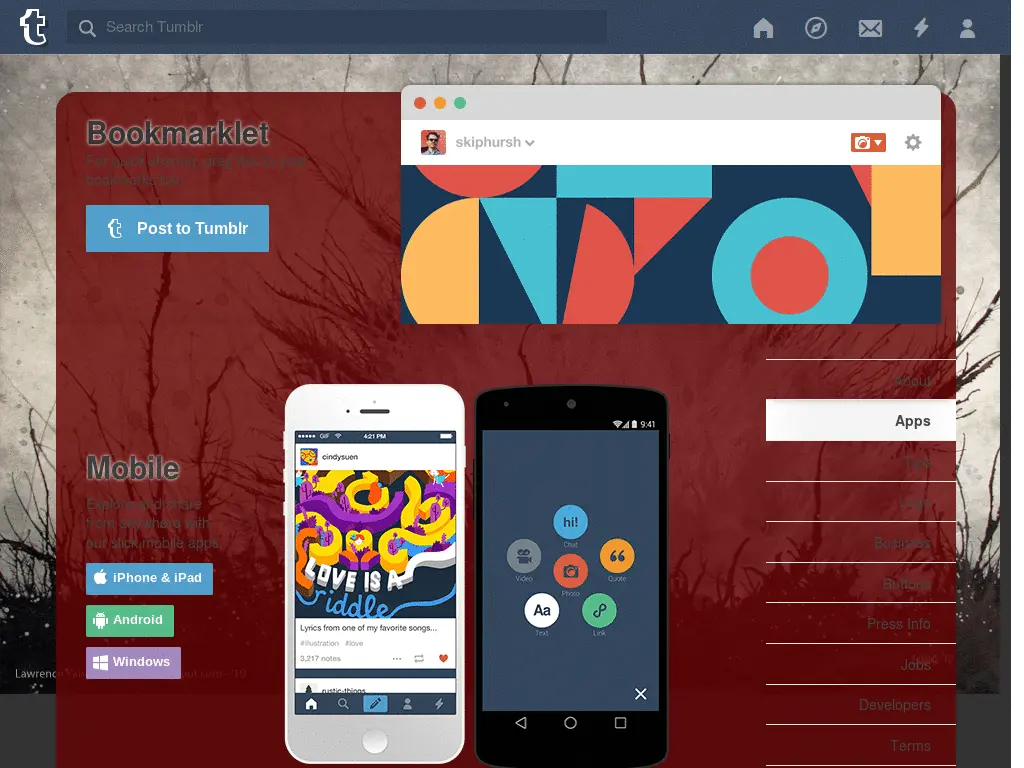 Search Tumblr
Bookmarklet
For quick sharing, drag this to your
bookmarks bar.
Post to Tumblr
skiphursh
Mobile
Explore and share
from anywhere with
our slick mobile apps.
iPhone & iPad
Android
Windows
GIF
4:21 PM
cindysuen
LOVE IS A
riddle
Lyrics from one of my favorite songs...
#illustration #love
3,217 notes
rustic-things
9:41
hi!
Chat
Video
Quote
Photo
Aa
Text
Link
About
Apps
Logo
Business
Buttons
Press Info
Jobs
Developers
Terms